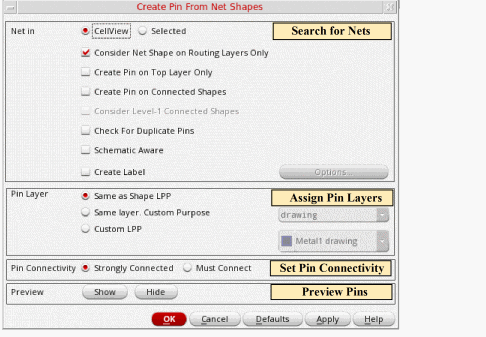 Create Pin From Net Shapes
Net in CellView Selected Search for Nets
Consider Net Shape on Routing Layers Only
Create Pin on Top Layer Only
Create Pin on Connected Shapes
Consider Level-1 Connected Shapes
Check For Duplicate Pins
Schematic Aware
Create Label Options...
Pin Layer Same as Shape LPP Assign Pin Layers
Same layer. Custom Purpose drawing
Custom LPP
Metal1 drawing
Pin Connectivity Strongly Connected Must Connect Set Pin Connectivity
Preview Show Hide Preview Pins
OK Cancel Defaults Apply Help